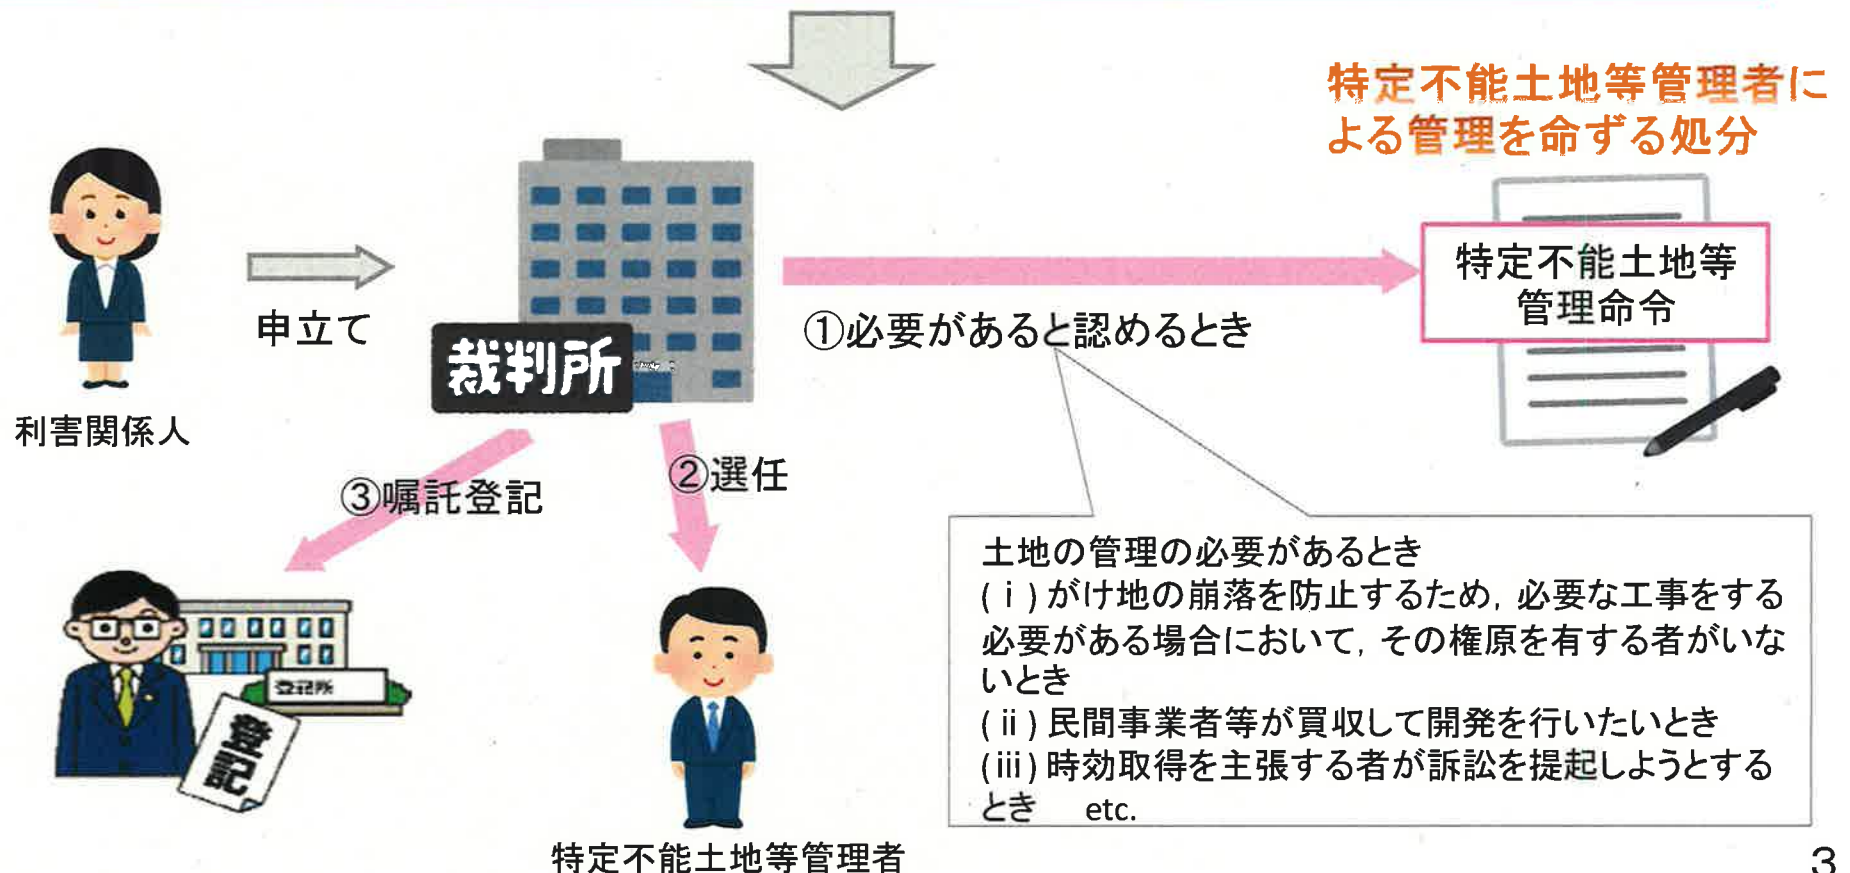 特定不能土地等管理者に
よる管理を命ずる処分
特定不能土地等
管理命令
申立て
裁判所
①必要があると認めるとき
利害関係人
③嘱託登記
②選任
土地の管理の必要があるとき
(ⅰ)がけ地の崩落を防止するため, 必要な工事をする
必要がある場合において, その権原を有する者がいな
いとき
(ⅱ)民間事業者等が買収して開発を行いたいとき
(ⅲ)時効取得を主張する者が訴訟を提起しようとする
とき etc.
登記所
登記
特定不能土地等管理者
3